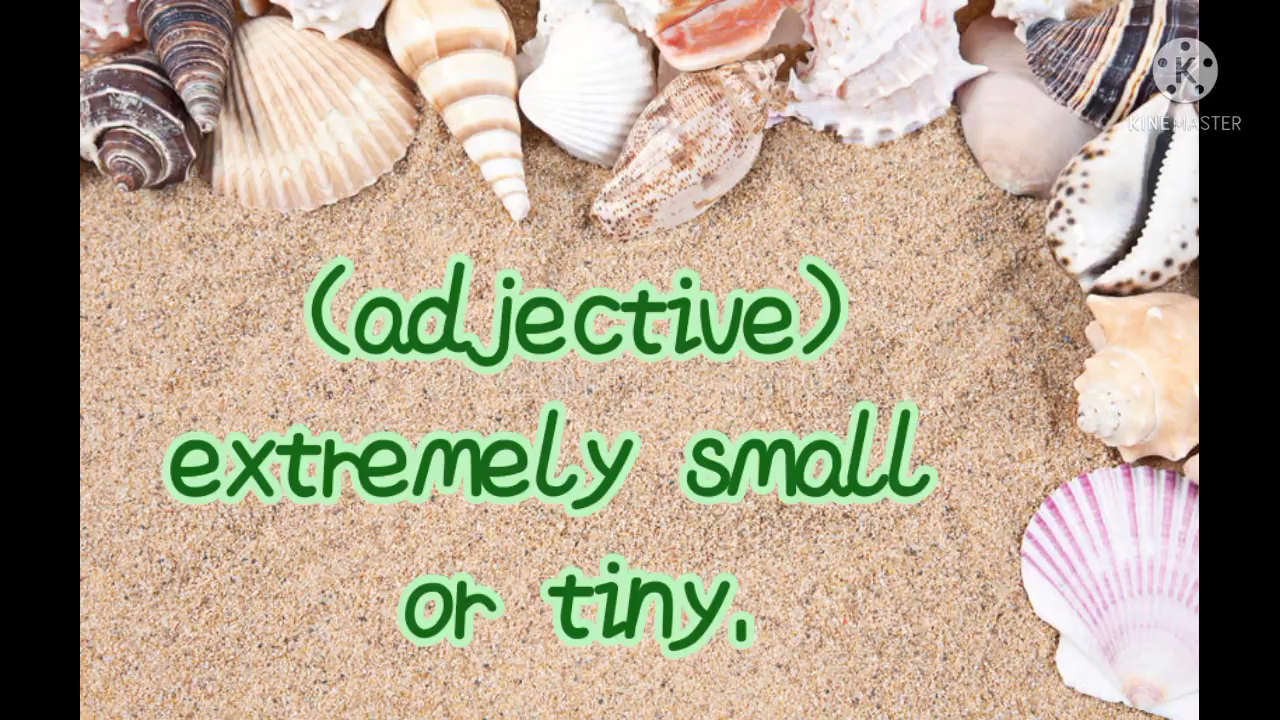 K
KINEMASTER
(adjective)
extremely small
or tiny.